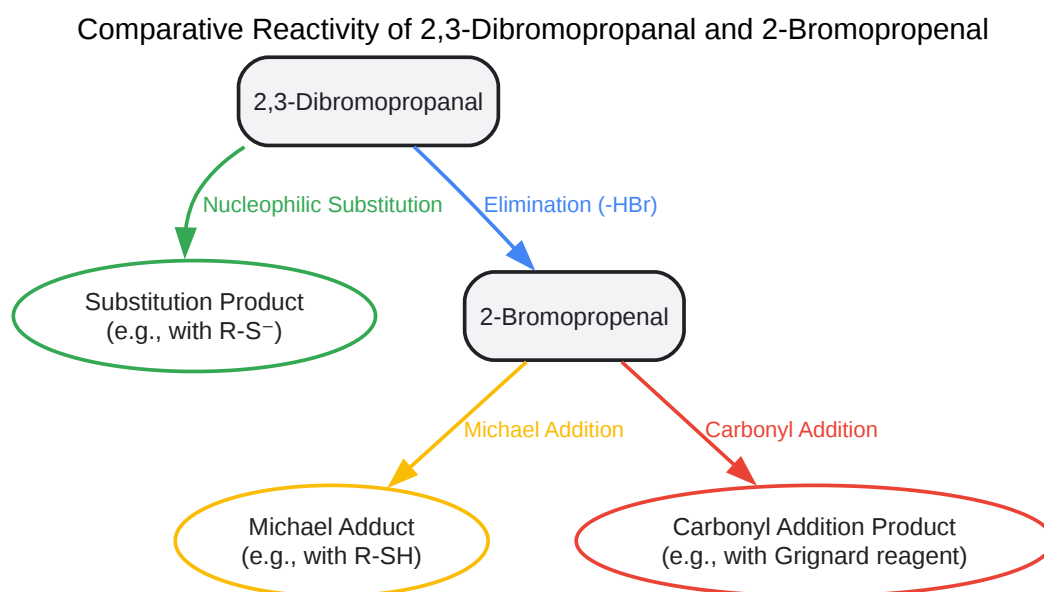 Comparative Reactivity of 2,3-Dibromopropanal and 2-Bromopropenal
2,3-Dibromopropanal
Nucleophilic Substitution
Elimination (-HBr)
Substitution Product
(e.g., with R-S⁻)
2-Bromopropenal
Michael Addition
Carbonyl Addition
Michael Adduct
(e.g., with R-SH)
Carbonyl Addition Product
(e.g., with Grignard reagent)